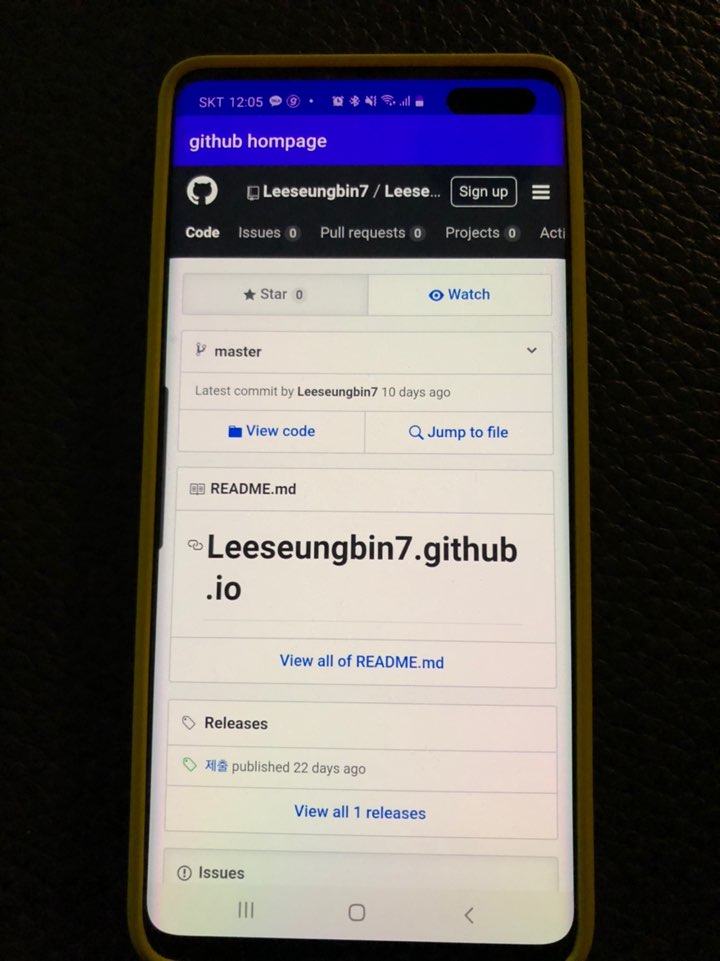 SKT 12:05
github hompage
Leeseungbin7 / Leese... Sign up
Code Issues 0 Pull requests 0 Projects 0 Acti
Star 0 Watch
master
Latest commit by Leeseungbin7 10 days ago
View code Jump to file
README.md
Leeseungbin7.github
.io
View all of README.md
Releases
제출 published 22 days ago
View all 1 releases
Issues